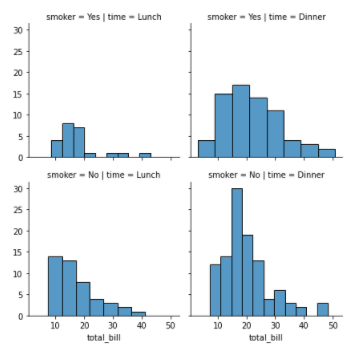 smoker = Yes | time = Lunch
smoker = Yes | time = Dinner
30
25
20
15
10
5
0
smoker = No | time = Lunch
smoker = No | time = Dinner
30
25
20
15
10
5
0
10 20 30 40 50
10 20 30 40 50
total_bill
total_bill